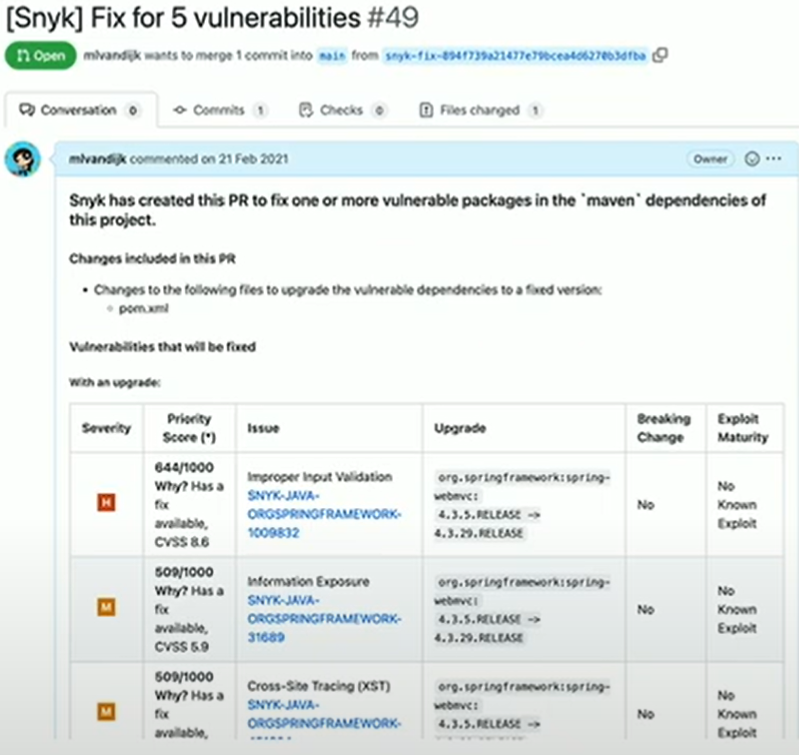 [Snyk] Fix for 5 vulnerabilities #49
Open mlvandijk wants to merge 1 commit into main from snyk-fix-894f739a21477e79bcea4d6270b3dfba
Conversation 0 Commits 1 Checks 0 Files changed 1
mlvandijk commented on 21 Feb 2021 Owner
Snyk has created this PR to fix one or more vulnerable packages in the `maven` dependencies of
this project.
Changes included in this PR
• Changes to the following files to upgrade the vulnerable dependencies to a fixed version:
◦ pom.xml
Vulnerabilities that will be fixed
With an upgrade:
Severity
Priority
Score (*)
Issue
Upgrade
Breaking
Change
Exploit
Maturity
H
644/1000
Why? Has a
fix
available,
CVSS 8.6
Improper Input Validation
SNYK-JAVA-
ORGSPRINGFRAMEWORK-
1009832
org.springframework:spring-
webmvc:
4.3.5.RELEASE ->
4.3.29.RELEASE
No
No
Known
Exploit
M
509/1000
Why? Has a
fix
available,
CVSS 5.9
Information Exposure
SNYK-JAVA-
ORGSPRINGFRAMEWORK-
31689
org.springframework:spring-
webmvc:
4.3.5.RELEASE ->
4.3.29.RELEASE
No
No
Known
Exploit
M
509/1000
Why? Has a
fix
available,
Cross-Site Tracing (XST)
SNYK-JAVA-
ORGSPRINGFRAMEWORK-
org.springframework:spring-
webmvc:
4.3.5.RELEASE ->
No
No
Known
Exploit